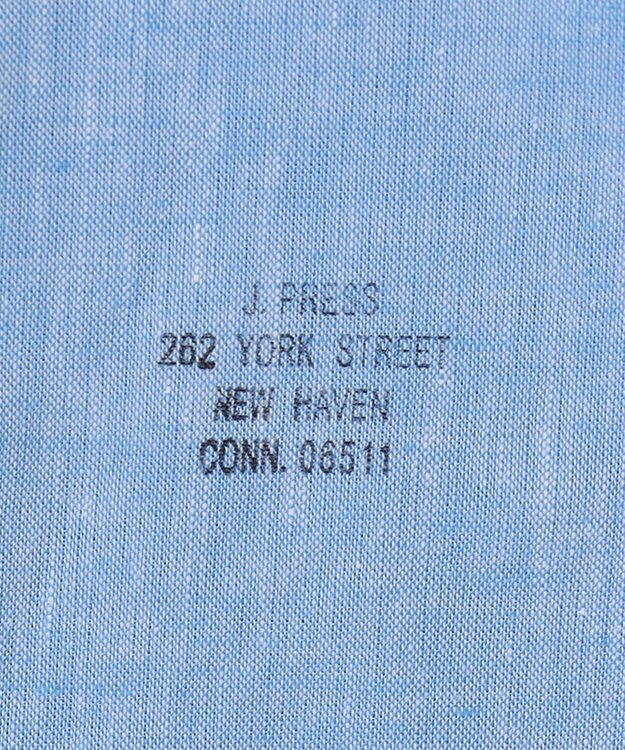 J. PRESS
262 YORK STREET
NEW HAVEN
CONN. 06511